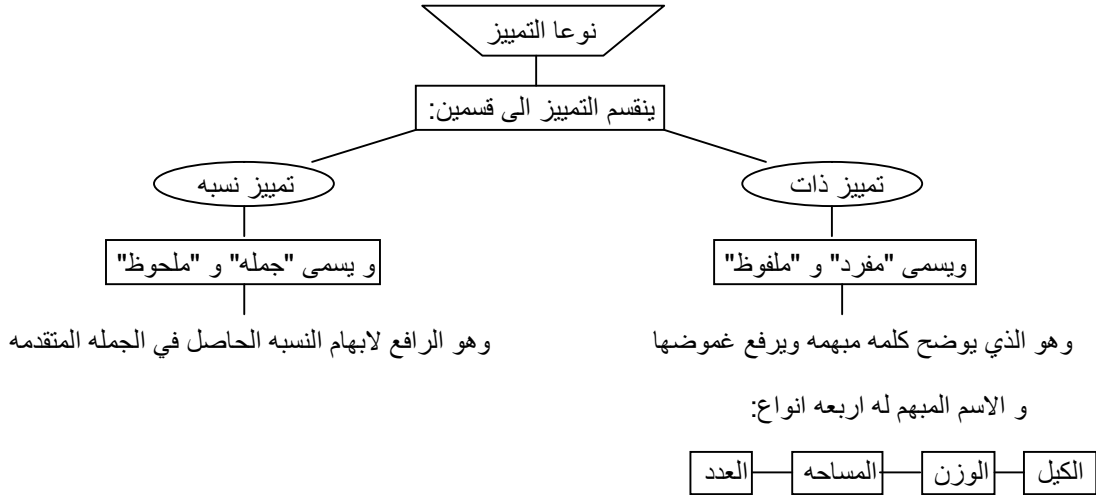 نوعا التمييز
ينقسم التمييز الى قسمين:
تمييز ذات
تمييز نسبه
ويسمى "مفرد" و "ملفوظ"
و يسمى "جمله" و "ملحوظ"
وهو الذي يوضح كلمه مبهمه ويرفع غموضها
وهو الرافع لابهام النسبه الحاصل في الجمله المتقدمه
و الاسم المبهم له اربعه انواع:
الكيل
الوزن
المساحه
العدد